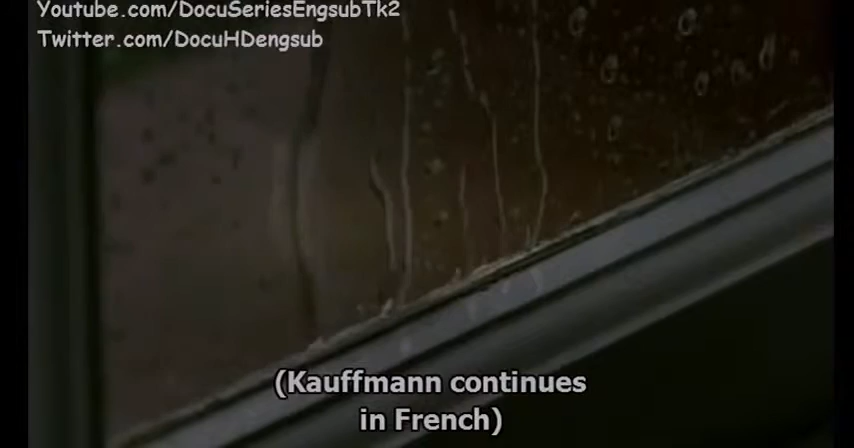 Youtube.com/DocuSeriesEngsubTk2
Twitter.com/DocuHDengsub
(Kauffmann continues
in French)